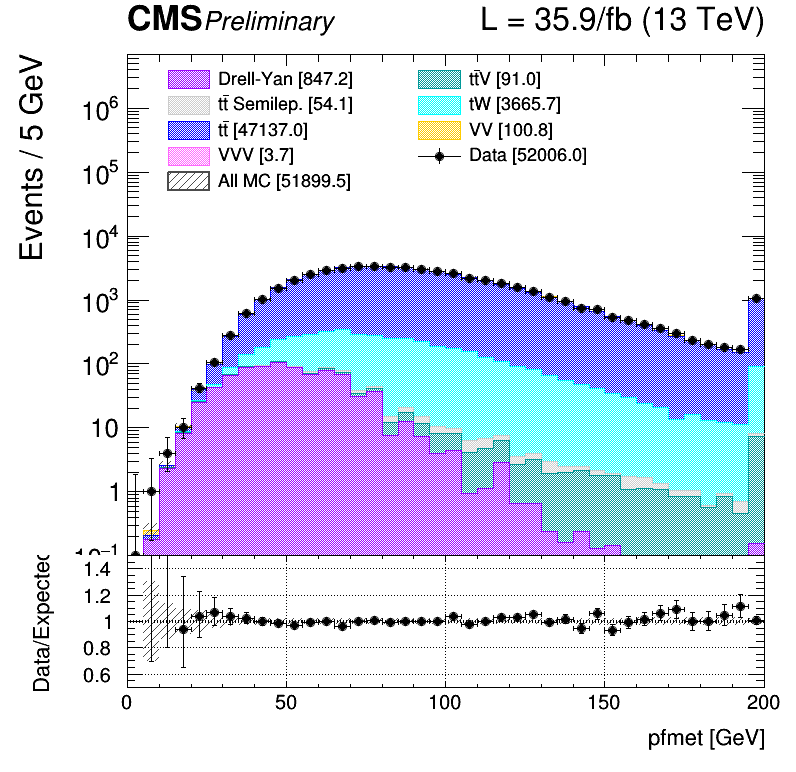 CMS Preliminary L = 35.9/fb (13 TeV)
Events / 5 GeV
Drell-Yan [847.2]
tt̄ Semilep. [54.1]
tt̄ [47137.0]
VVV [3.7]
All MC [51899.5]
tt̄V [91.0]
tW [3665.7]
VV [100.8]
Data [52006.0]
10⁶
10⁵
10⁴
10³
10²
10
1
10⁻¹
Data/Expected
1.4
1.2
1
0.8
0.6
0 50 100 150 200
pfmet [GeV]